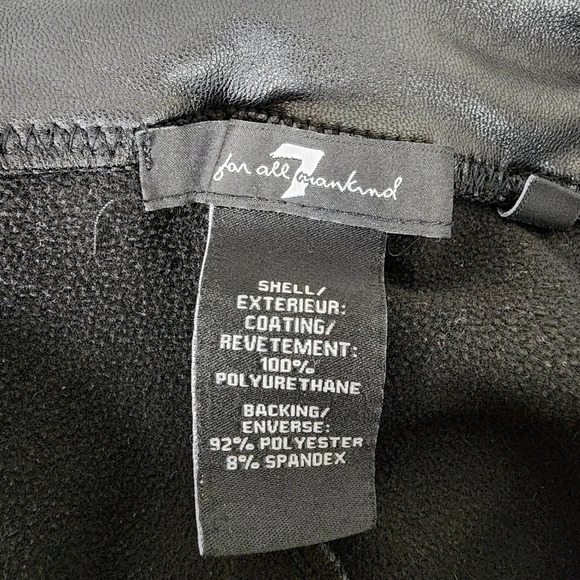 for all 7 mankind
SHELL/
EXTERIEUR:
COATING/
REVETEMENT:
100%
POLYURETHANE
BACKING/
ENVERSE:
92% POLYESTER
8% SPANDEX